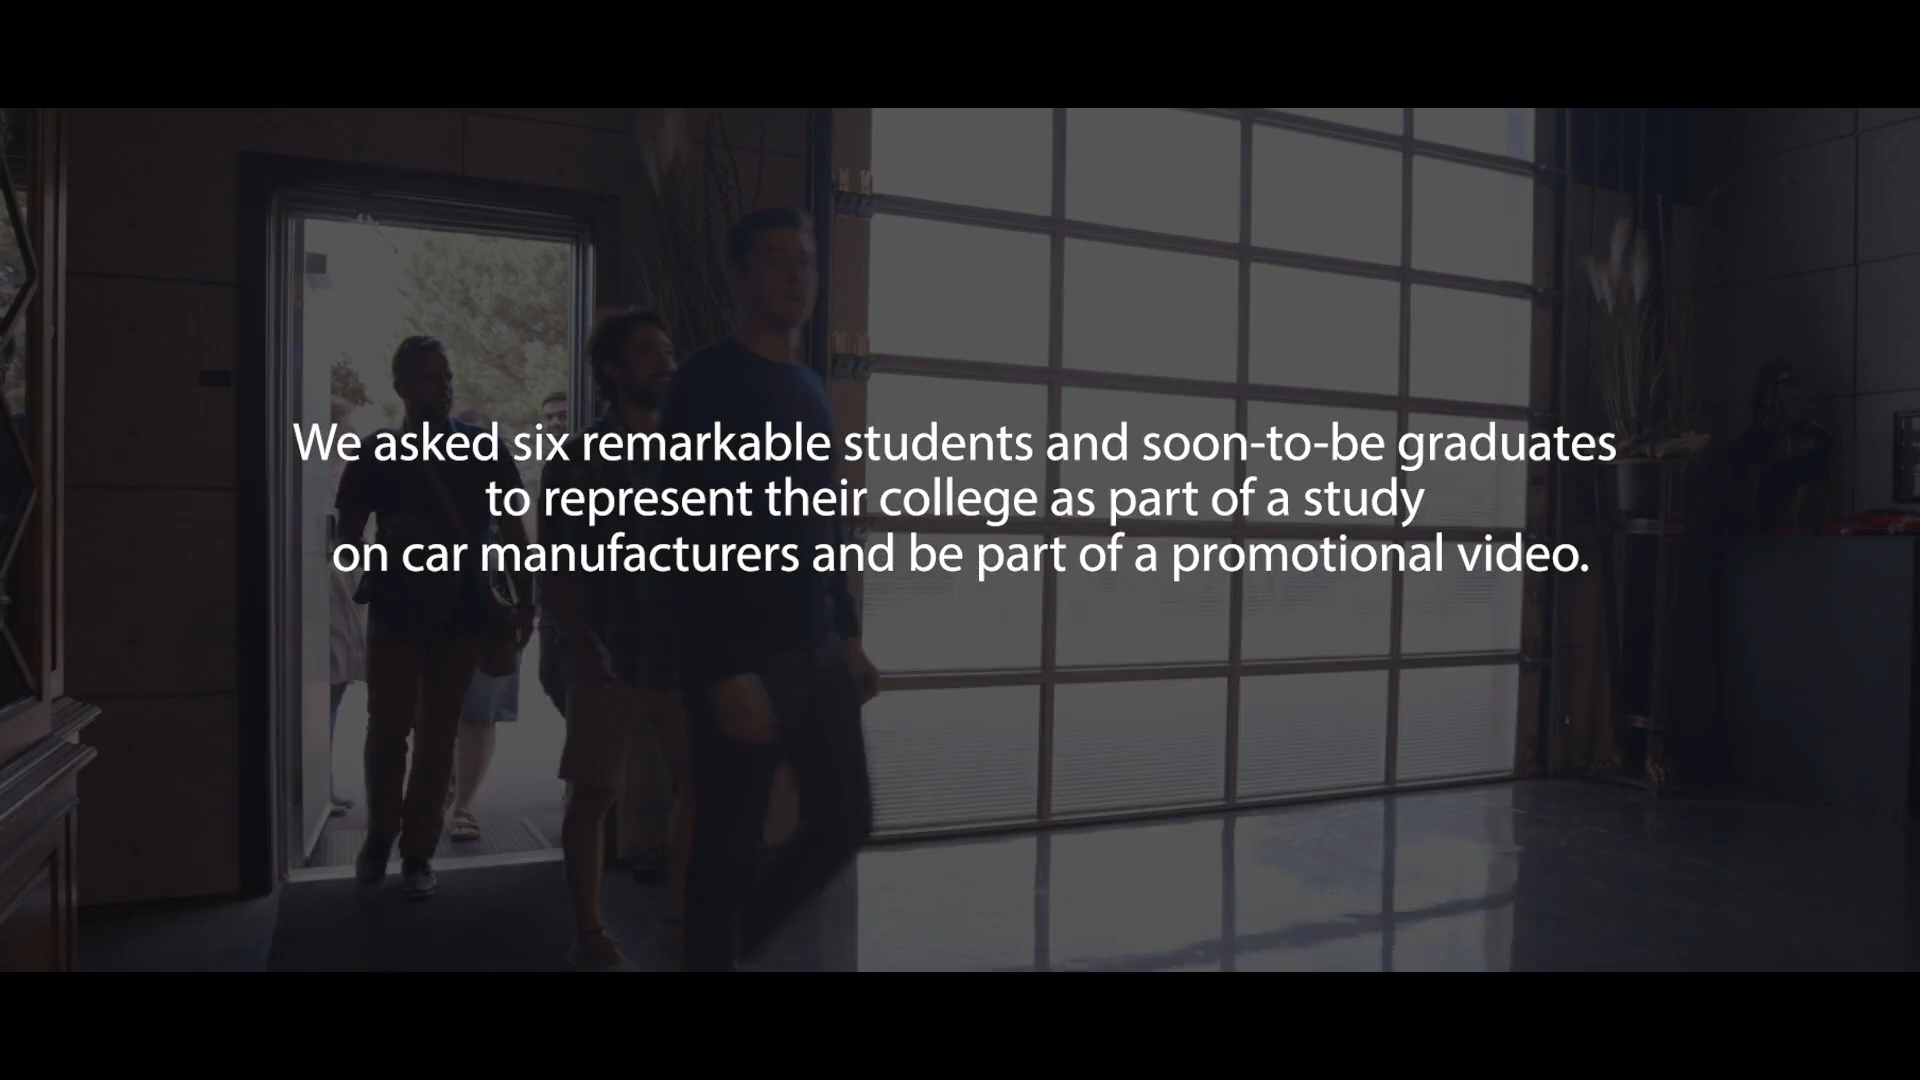 We asked six remarkable students and soon-to-be graduates
to represent their college as part of a study
on car manufacturers and be part of a promotional video.